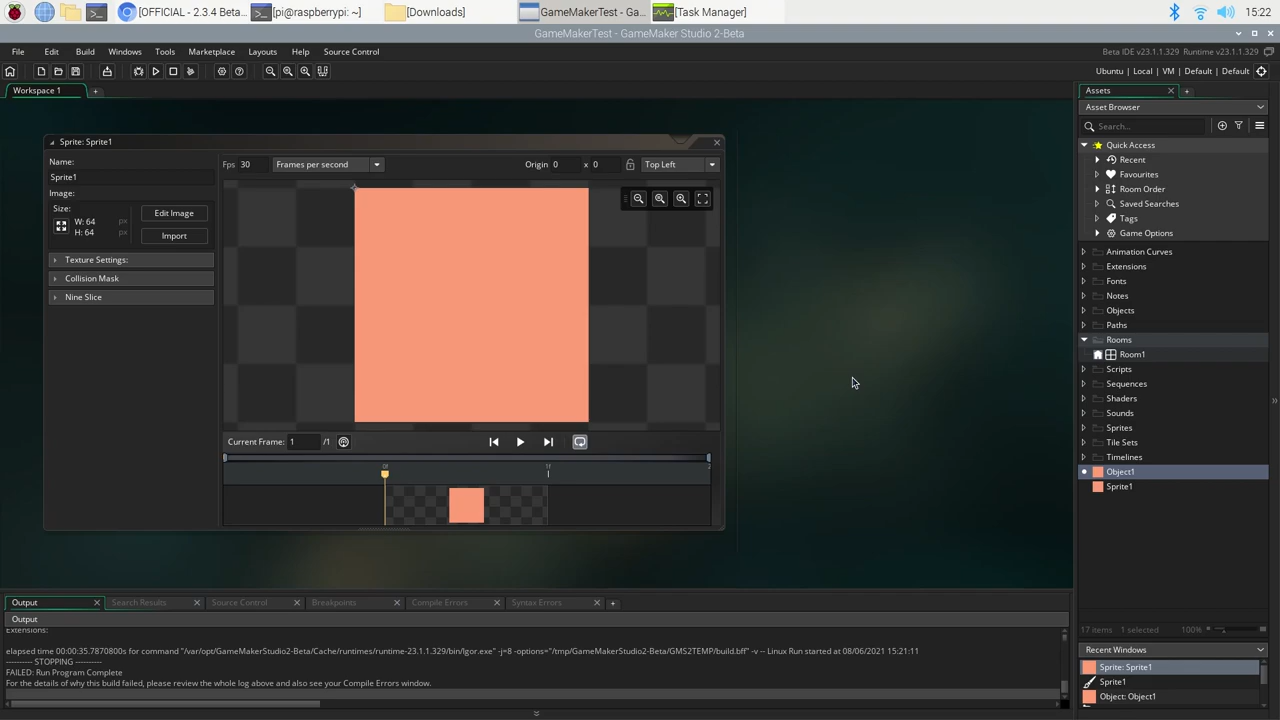 [OFFICIAL - 2.3.4 Beta...
[pi@raspberrypi: ~]
[Downloads]
GameMakerTest - Ga...
[Task Manager]
15:22
GameMakerTest - GameMaker Studio 2-Beta
File Edit Build Windows Tools Marketplace Layouts Help Source Control
Beta IDE v23.1.1.329 Runtime v23.1.1.329
Ubuntu | Local | VM | Default | Default
Workspace 1
Sprite: Sprite1
Name:
Sprite1
Image:
Size:
W: 64 px
H: 64 px
Edit Image
Import
Texture Settings:
Collision Mask
Nine Slice
Fps 30 Frames per second
Origin 0 x 0 Top Left
Current Frame: 1 /1
0f
1f
2
Assets
Asset Browser
Search...
Quick Access
Recent
Favourites
Room Order
Saved Searches
Tags
Game Options
Animation Curves
Extensions
Fonts
Notes
Objects
Paths
Rooms
Room1
Scripts
Sequences
Shaders
Sounds
Sprites
Tile Sets
Timelines
Object1
Sprite1
17 items 1 selected 100%
Recent Windows
Sprite: Sprite1
Sprite1
Object: Object1
Output Search Results Source Control Breakpoints Compile Errors Syntax Errors
Output
Extensions:
elapsed time 00:00:35.7870800s for command "/var/opt/GameMakerStudio2-Beta/Cache/runtimes/runtime-23.1.1.329/bin/Igor.exe" -j=8 -options="/tmp/GameMakerStudio2-Beta/GMS2TEMP/build.bff" -v -- Linux Run started at 08/06/2021 15:21:11
---------- STOPPING ----------
FAILED: Run Program Complete
For the details of why this build failed, please review the whole log above and also see your Compile Errors window.